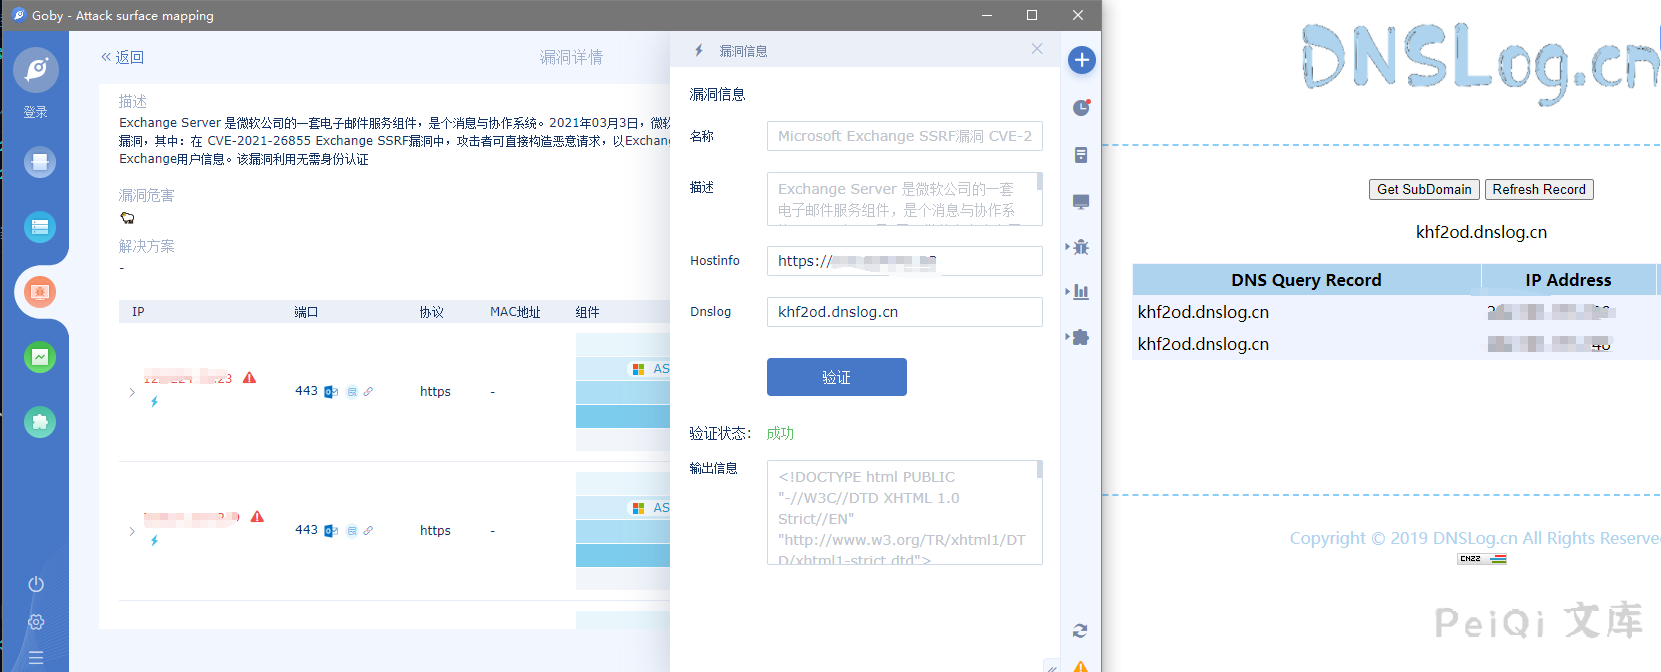 Goby - Attack surface mapping
登录
返回
漏洞详情
描述
Exchange Server 是微软公司的一套电子邮件服务组件，是个消息与协作系统。2021年03月3日，微软
漏洞，其中：在 CVE-2021-26855 Exchange SSRF漏洞中，攻击者可直接构造恶意请求，以Exchang
Exchange用户信息。该漏洞利用无需身份认证
漏洞危害
解决方案
-
IP 端口 协议 MAC地址 组件
443 https - AS
443 https - AS
漏洞信息
漏洞信息
名称 Microsoft Exchange SSRF漏洞 CVE-2
描述 Exchange Server 是微软公司的一套
电子邮件服务组件，是个消息与协作系
Hostinfo https://
Dnslog khf2od.dnslog.cn
验证
验证状态： 成功
输出信息 <!DOCTYPE html PUBLIC
"-//W3C//DTD XHTML 1.0
Strict//EN"
"http://www.w3.org/TR/xhtml1/DT
D/xhtml1-strict.dtd">
DNSLog.cn
Get SubDomain Refresh Record
khf2od.dnslog.cn
DNS Query Record IP Address
khf2od.dnslog.cn
khf2od.dnslog.cn
Copyright © 2019 DNSLog.cn All Rights Reserve
CNZZ
PeiQi 文库